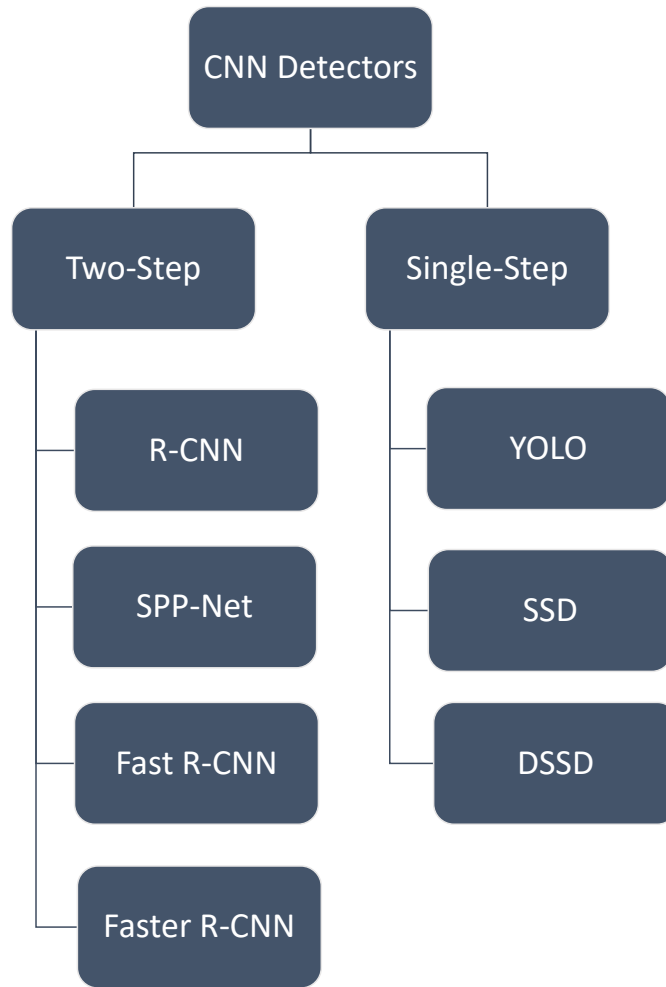 CNN Detectors
Two-Step
Single-Step
R-CNN
YOLO
SPP-Net
SSD
Fast R-CNN
DSSD
Faster R-CNN